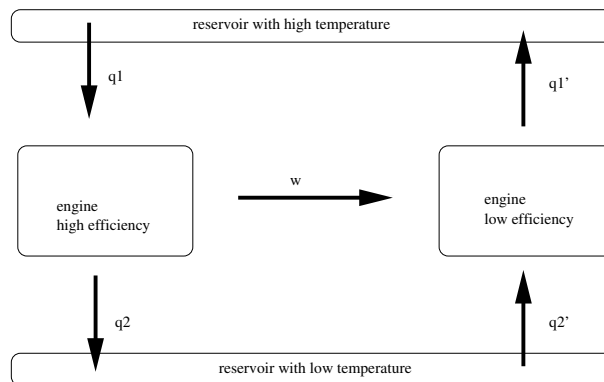 reservoir with high temperature
q1
q1’
engine
high efficiency
w
engine
low efficiency
q2
q2’
reservoir with low temperature